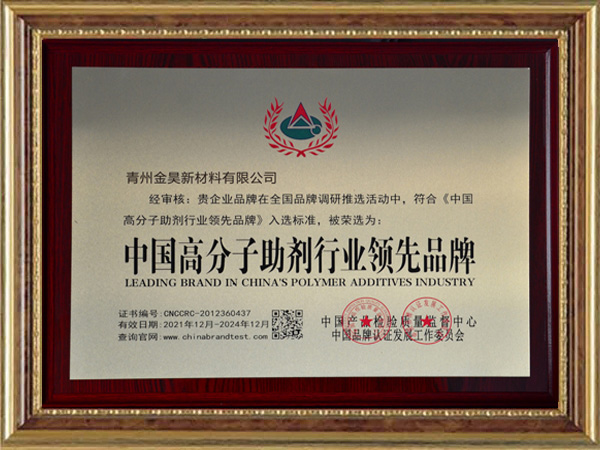 青州金昊新材料有限公司
经审核：贵企业品牌在全国品牌调研推选活动中，符合《中国
高分子助剂行业领先品牌》入选标准，被荣选为：
中国高分子助剂行业领先品牌
LEADING BRAND IN CHINA'S POLYMER ADDITIVES INDUSTRY
证书编号：CNCCRC-2012360437
有效日期：2021年12月~2024年12月
查询官网：www.chinabrandtest.com
中国产品检验质量监督中心
中国品牌认证发展工作委员会